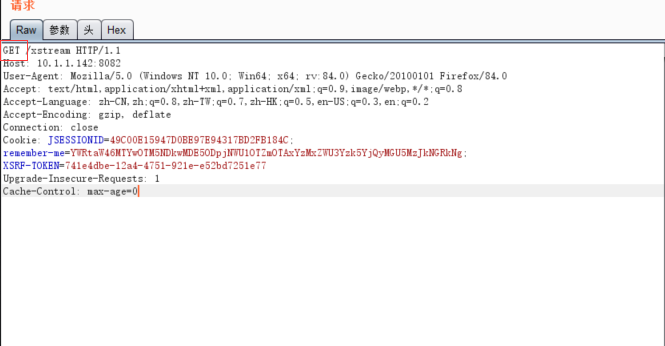 请求
Raw 参数 头 Hex
GET /xstream HTTP/1.1
Host: 10.1.1.142:8082
User-Agent: Mozilla/5.0 (Windows NT 10.0; Win64; x64; rv:84.0) Gecko/20100101 Firefox/84.0
Accept: text/html,application/xhtml+xml,application/xml;q=0.9,image/webp,*/*;q=0.8
Accept-Language: zh-CN,zh;q=0.8,zh-TW;q=0.7,zh-HK;q=0.5,en-US;q=0.3,en;q=0.2
Accept-Encoding: gzip, deflate
Connection: close
Cookie: JSESSIONID=49C00E15947D0BE97E94317BD2FB184C;
remember-me=YWRtaW46MTYwOTM5NDkwMDE5ODpjNWU1OTZmOTAxYzMxZWU3Yzk5YjQyMGU5MzJkNGRkNg;
XSRF-TOKEN=741e4dbe-12a4-4751-921e-e52bd7251e77
Upgrade-Insecure-Requests: 1
Cache-Control: max-age=0